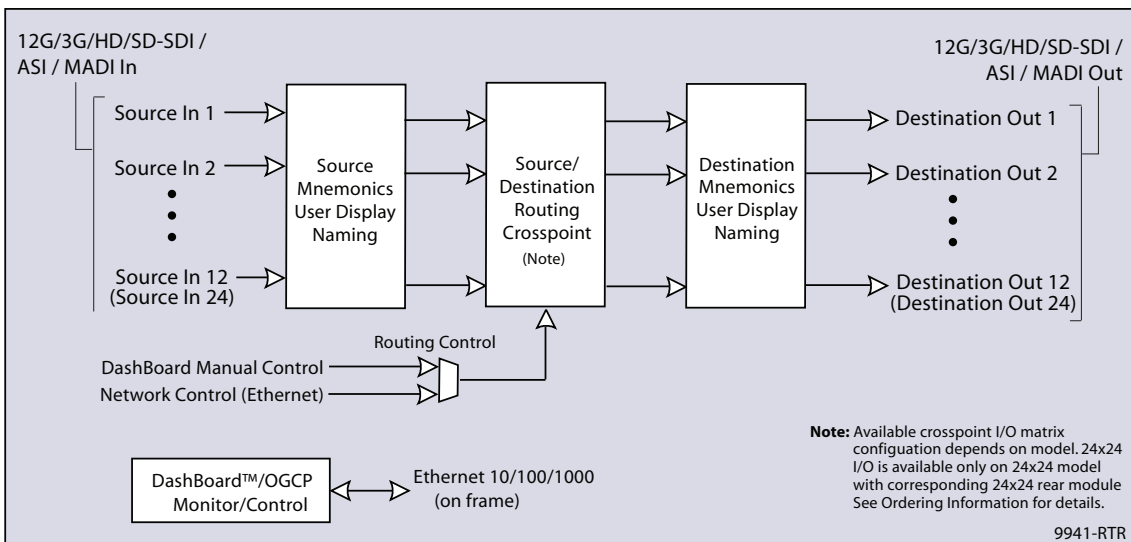 12G/3G/HD/SD-SDI /
ASI / MADI In
12G/3G/HD/SD-SDI /
ASI / MADI Out
Source In 1
Source In 2
Source In 12
(Source In 24)
Source
Mnemonics
User Display
Naming
Source/
Destination
Routing
Crosspoint
(Note)
Destination
Mnemonics
User Display
Naming
Destination Out 1
Destination Out 2
Destination Out 12
(Destination Out 24)
Routing Control
DashBoard Manual Control
Network Control (Ethernet)
DashBoard™/OGCP
Monitor/Control
Ethernet 10/100/1000
(on frame)
Note: Available crosspoint I/O matrix
configuation depends on model. 24x24
I/O is available only on 24x24 model
with corresponding 24x24 rear module
See Ordering Information for details.
9941-RTR